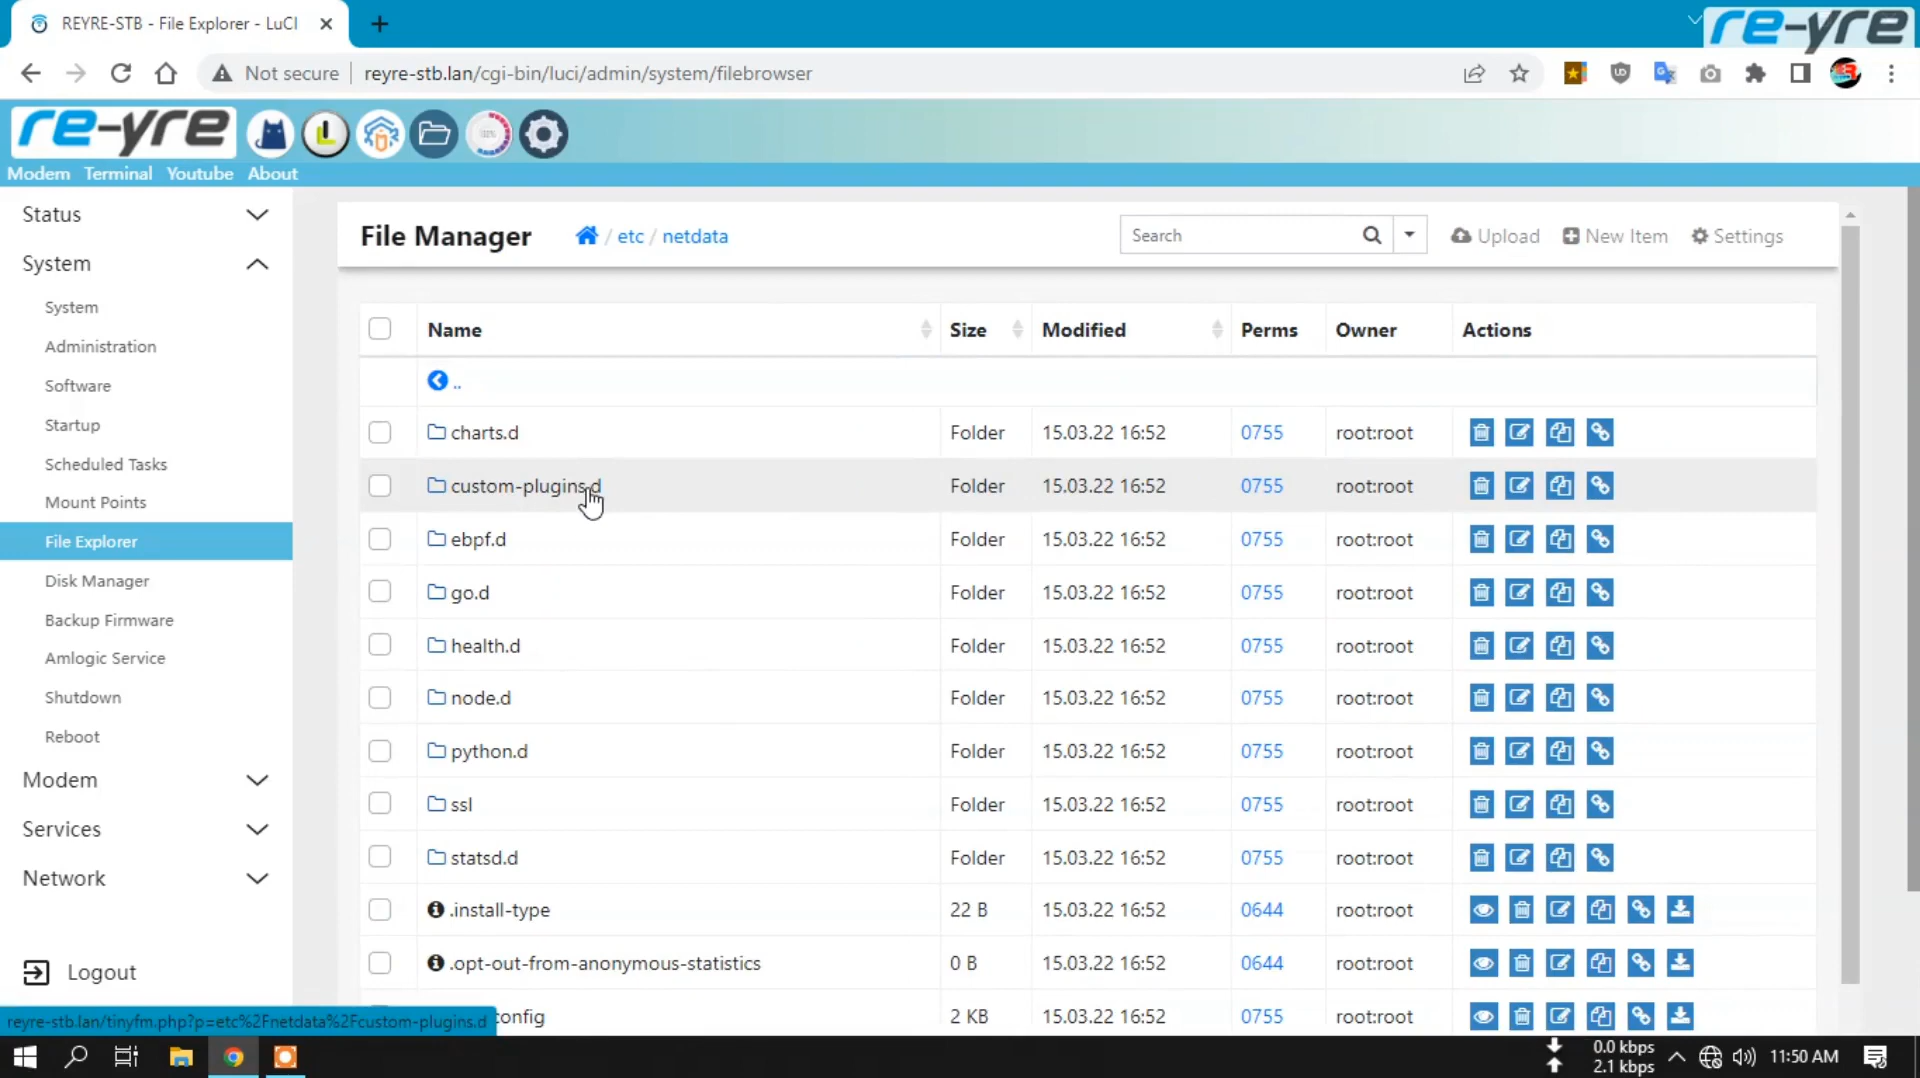 REYRE-STB - File Explorer - LuCI
re-yre
Not secure reyre-stb.lan/cgi-bin/luci/admin/system/filebrowser
re-yre
Modem Terminal Youtube About
Status
System
System
Administration
Software
Startup
Scheduled Tasks
Mount Points
File Explorer
Disk Manager
Backup Firmware
Amlogic Service
Shutdown
Reboot
Modem
Services
Network
Logout
File Manager / etc / netdata Search Upload New Item Settings
Name Size Modified Perms Owner Actions
..
charts.d Folder 15.03.22 16:52 0755 root:root
custom-plugins.d Folder 15.03.22 16:52 0755 root:root
ebpf.d Folder 15.03.22 16:52 0755 root:root
go.d Folder 15.03.22 16:52 0755 root:root
health.d Folder 15.03.22 16:52 0755 root:root
node.d Folder 15.03.22 16:52 0755 root:root
python.d Folder 15.03.22 16:52 0755 root:root
ssl Folder 15.03.22 16:52 0755 root:root
statsd.d Folder 15.03.22 16:52 0755 root:root
.install-type 22 B 15.03.22 16:52 0644 root:root
.opt-out-from-anonymous-statistics 0 B 15.03.22 16:52 0644 root:root
config 2 KB 15.03.22 16:52 0755 root:root
reyre-stb.lan/tinyfm.php?p=etc%2Fnetdata%2Fcustom-plugins.d
0.0 kbps
2.1 kbps
11:50 AM